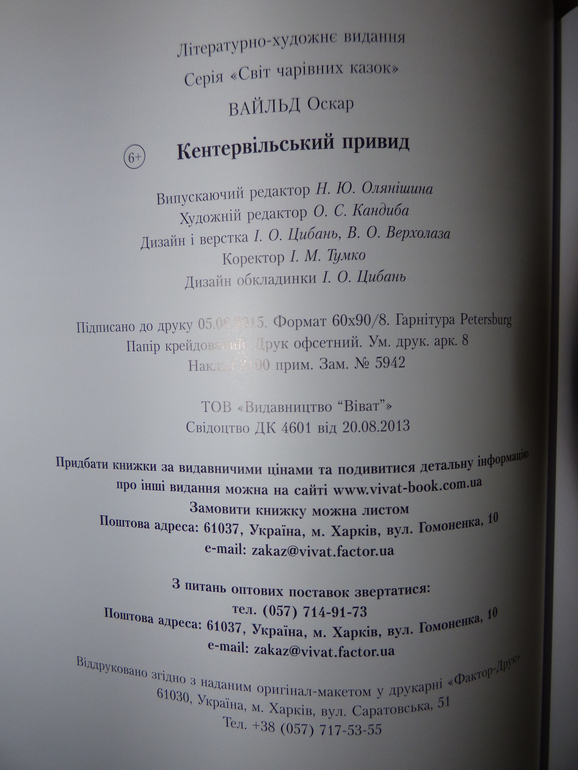 Літературно-художнє видання
Серія «Світ чарівних казок»
ВАЙЛЬД Оскар
6+
Кентервільський привид
Випускаючий редактор Н. Ю. Олянішина
Художній редактор О. С. Кандиба
Дизайн і верстка І. О. Цибань, В. О. Верхолаза
Коректор І. М. Тумко
Дизайн обкладинки І. О. Цибань
Підписано до друку Формат 60х90/8. Гарнітура Petersburg
Папір крейдований. Друк офсетний. Ум. друк. арк. 8
Наклад прим. Зам. № 5942
ТОВ «Видавництво “Віват”»
Свідоцтво ДК 4601 від 20.08.2013
Придбати книжки за видавничими цінами та подивитися детальну інформацію
про інші видання можна на сайті www.vivat-book.com.ua
Замовити книжку можна листом
Поштова адреса: 61037, Україна, м. Харків, вул. Гомоненка, 10
e-mail: zakaz@vivat.factor.ua
З питань оптових поставок звертатися:
тел. (057) 714-91-73
Поштова адреса: 61037, Україна, м. Харків, вул. Гомоненка, 10
e-mail: zakaz@vivat.factor.ua
Віддруковано згідно з наданим оригінал-макетом у друкарні «Фактор-Друк»
61030, Україна, м. Харків, вул. Саратовська, 51
Тел. +38 (057) 717-53-55